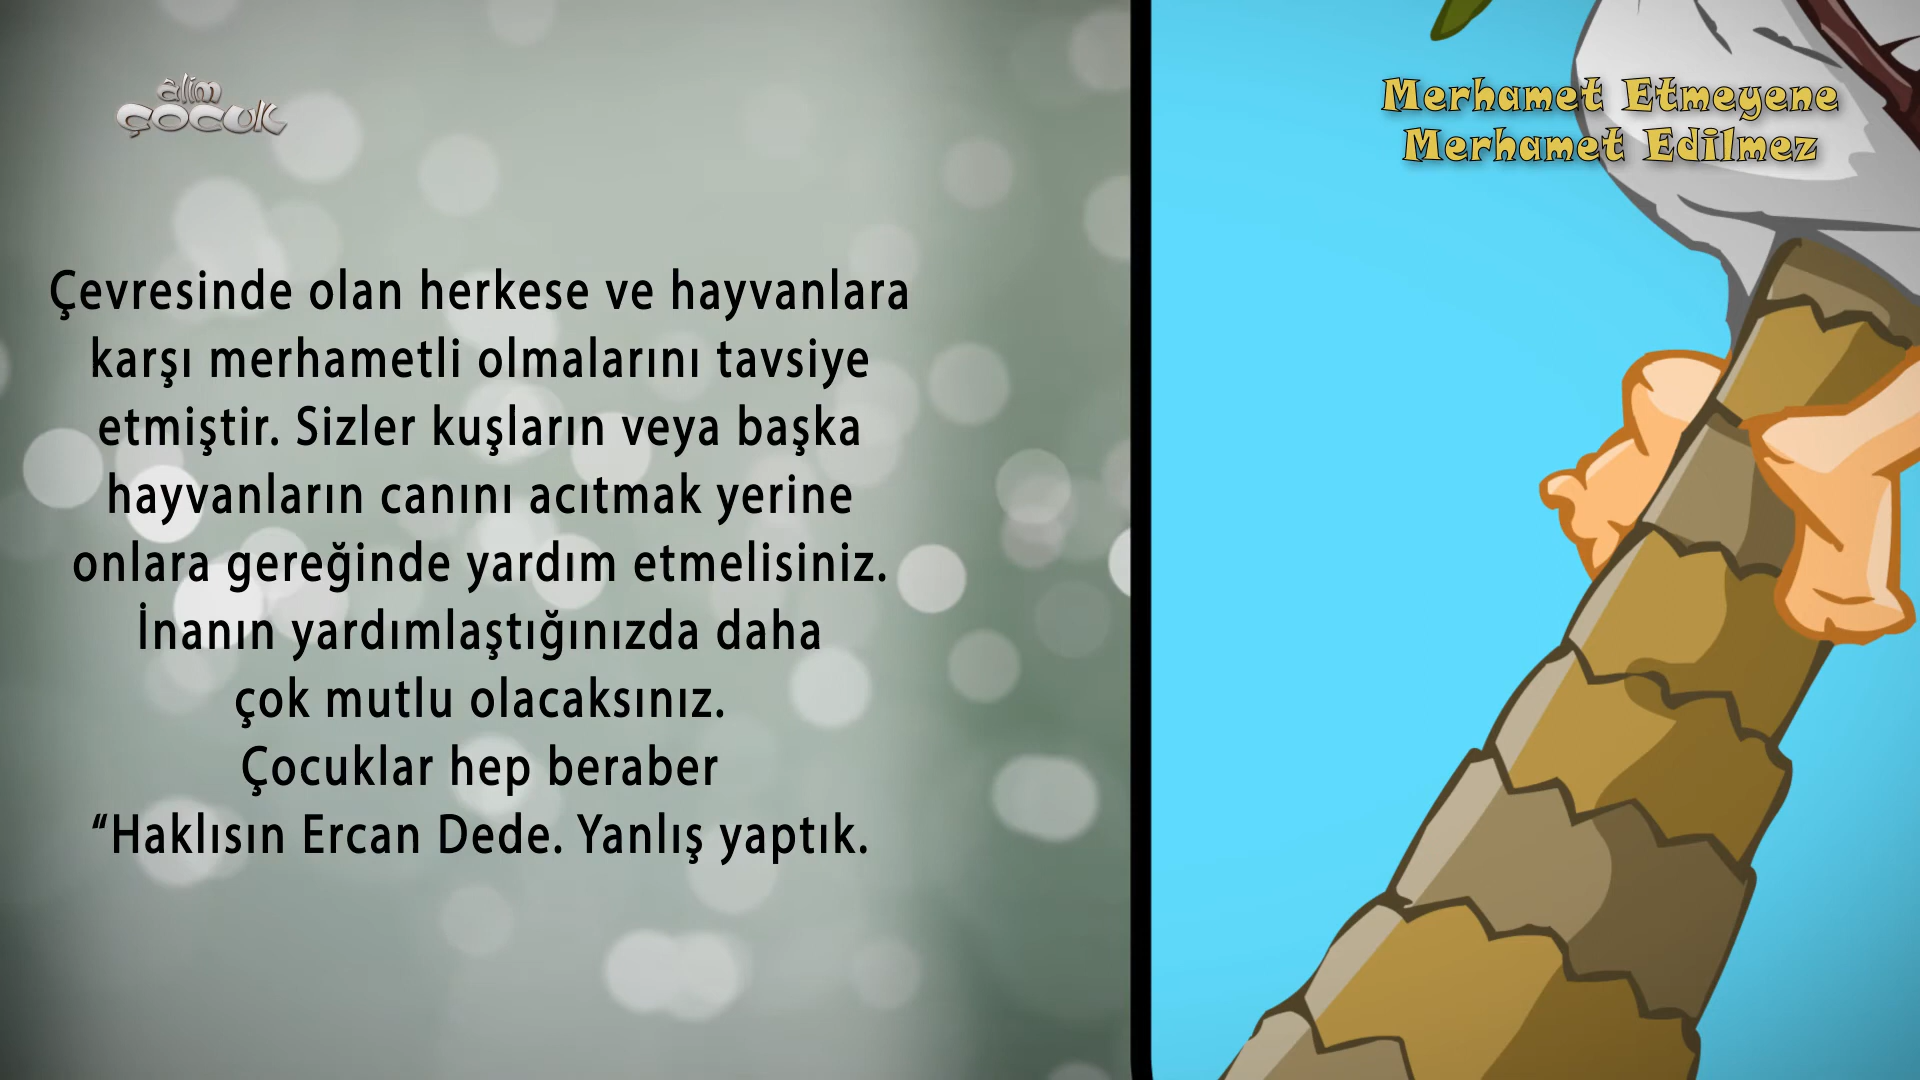 âlim
çocuk
Merhamet Etmeyene
Merhamet Edilmez
Çevresinde olan herkese ve hayvanlara
karşı merhametli olmalarını tavsiye
etmiştir. Sizler kuşların veya başka
hayvanların canını acıtmak yerine
onlara gereğinde yardım etmelisiniz.
İnanın yardımlaştığınızda daha
çok mutlu olacaksınız.
Çocuklar hep beraber
“Haklısın Ercan Dede. Yanlış yaptık.